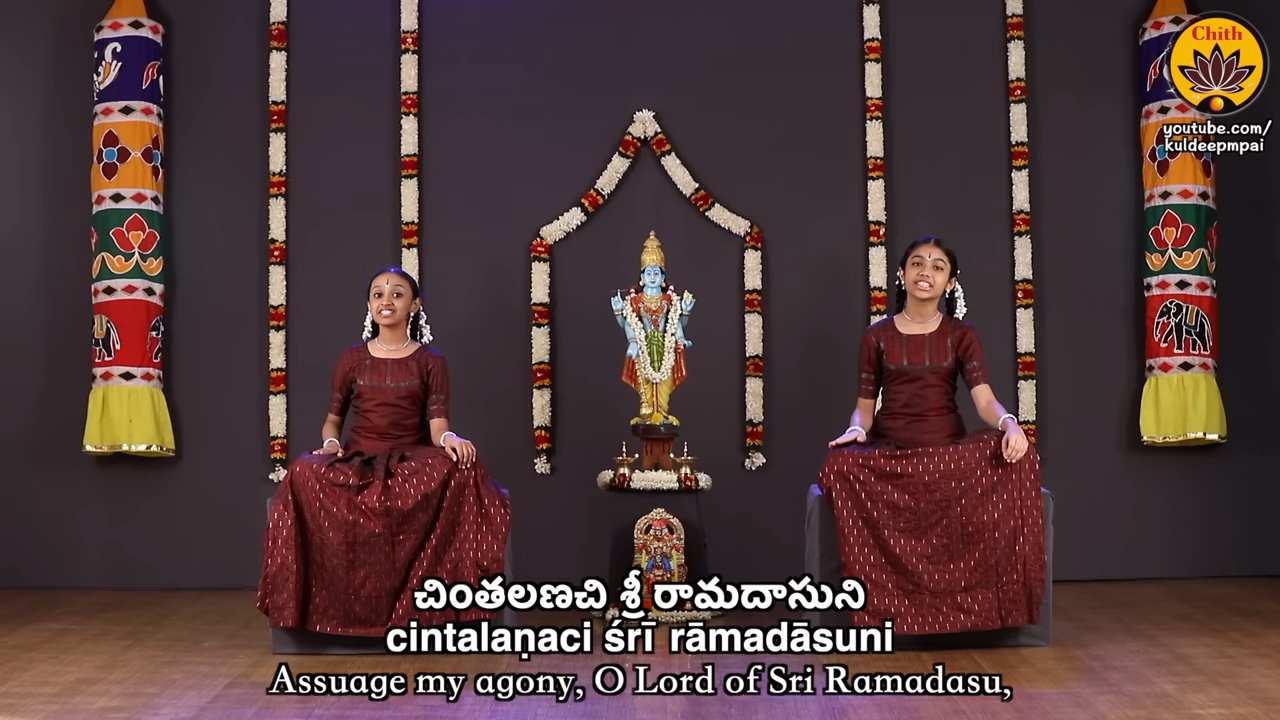 Chith
youtube.com/
kuldeepmpai
చింతలణచి శ్రీ రామదాసుని
cintalaṇaci śrī rāmadāsuni
Assuage my agony, O Lord of Sri Ramadasu,